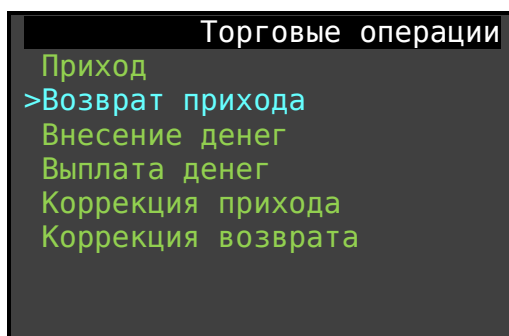 Торговые операции
Приход
>Возврат прихода
Внесение денег
Выплата денег
Коррекция прихода
Коррекция возврата